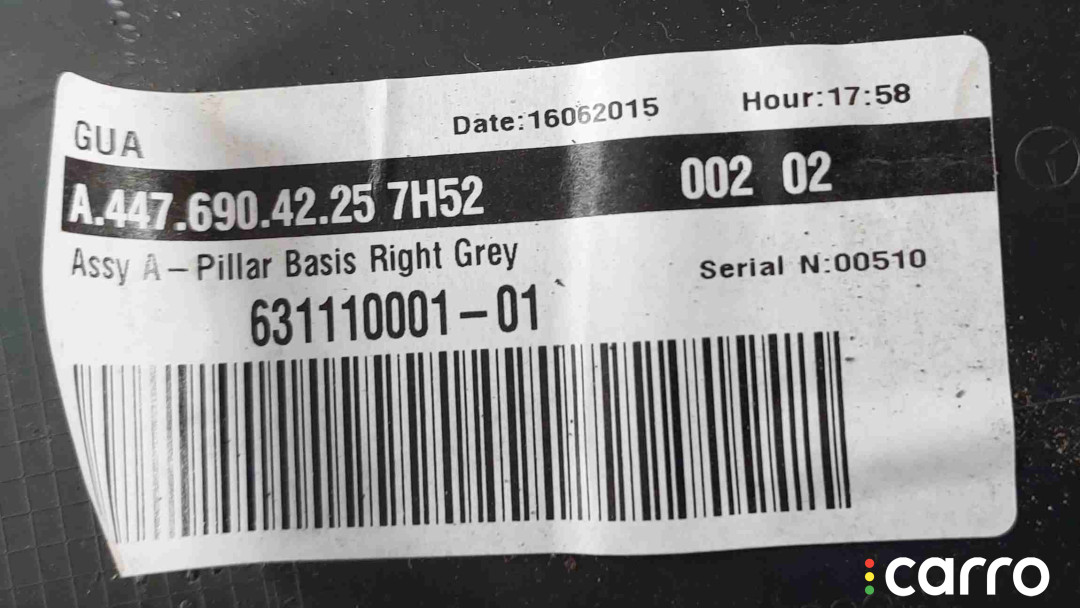 GUA Date:16062015 Hour:17:58
A.447.690.42.25 7H52 002 02
Assy A-Pillar Basis Right Grey Serial N:00510
631110001-01
carro